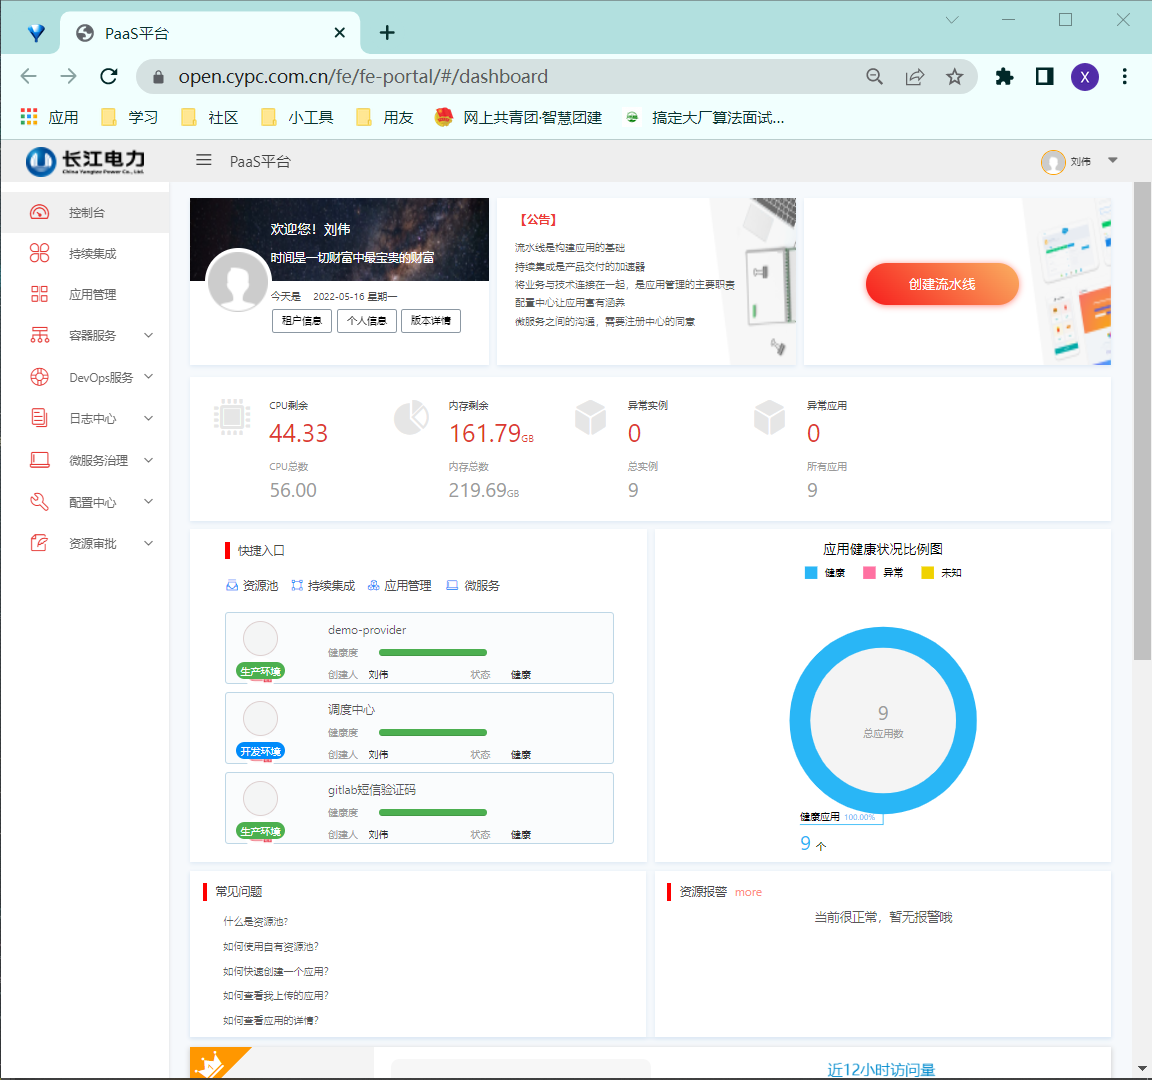 PaaS平台
open.cypc.com.cn/fe/fe-portal/#/dashboard
X
应用
学习
社区
小工具
用友
网上共青团·智慧团建
搞定大厂算法面试...
长江电力
China Yangtze Power Co., Ltd.
PaaS平台
刘伟
控制台
持续集成
应用管理
容器服务
DevOps服务
日志中心
微服务治理
配置中心
资源审批
欢迎您！刘伟
时间是一切财富中最宝贵的财富
今天是 2022-05-16 星期一
租户信息
个人信息
版本详情
【公告】
流水线是构建应用的基础
持续集成是产品交付的加速器
将业务与技术连接在一起，是应用管理的主要职责
配置中心让应用富有涵养
微服务之间的沟通，需要注册中心的同意
创建流水线
CPU剩余
44.33
CPU总数
56.00
内存剩余
161.79GB
内存总数
219.69GB
异常实例
0
总实例
9
异常应用
0
所有应用
9
快捷入口
资源池
持续集成
应用管理
微服务
demo-provider
健康度
生产环境
创建人 刘伟 状态 健康
调度中心
健康度
开发环境
创建人 刘伟 状态 健康
gitlab短信验证码
健康度
生产环境
创建人 刘伟 状态 健康
应用健康状况比例图
健康
异常
未知
9
总应用数
健康应用 100.00%
9 个
常见问题
什么是资源池?
如何使用自有资源池?
如何快速创建一个应用?
如何查看我上传的应用?
如何查看应用的详情?
资源报警 more
当前很正常，暂无报警哦
近12小时访问量